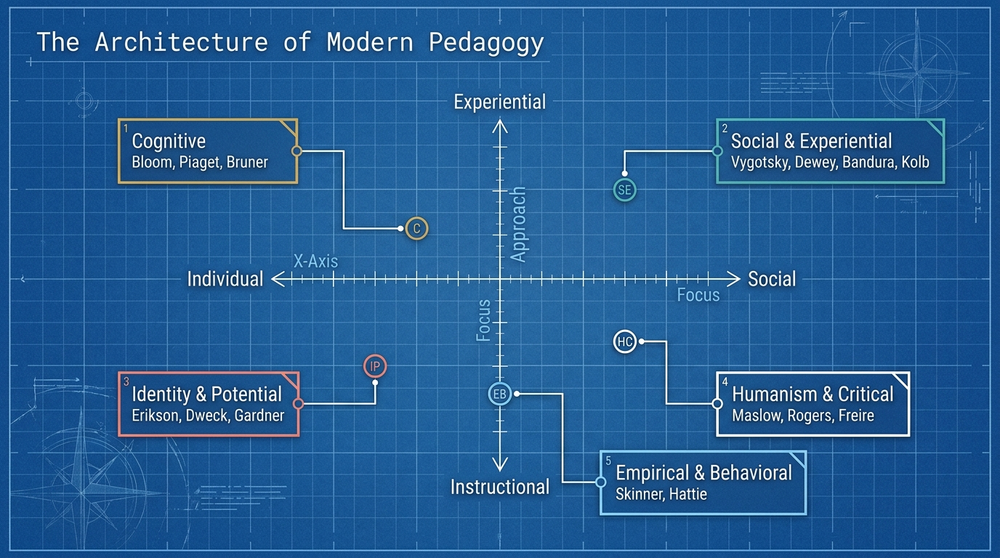 The Architecture of Modern Pedagogy
Experiential
1
Cognitive
Bloom, Piaget, Bruner
2
Social & Experiential
Vygotsky, Dewey, Bandura, Kolb
SE
C
Approach
X-Axis
Individual
Social
Focus
Focus
HC
IP
EB
3
Identity & Potential
Erikson, Dweck, Gardner
4
Humanism & Critical
Maslow, Rogers, Freire
Instructional
5
Empirical & Behavioral
Skinner, Hattie